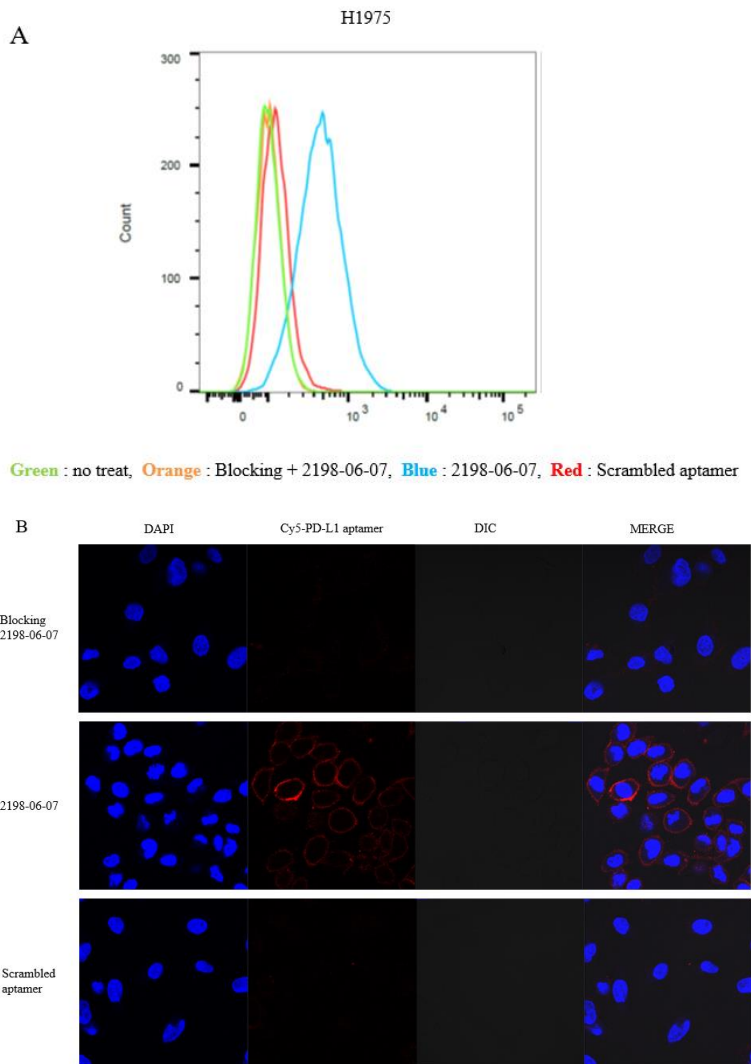 H1975
A
300
200
100
0
Count
0 10³ 10⁴ 10⁵
Green : no treat, Orange : Blocking + 2198-06-07, Blue : 2198-06-07, Red : Scrambled aptamer
B
DAPI Cy5-PD-L1 aptamer DIC MERGE
Blocking
2198-06-07
2198-06-07
Scrambled
aptamer